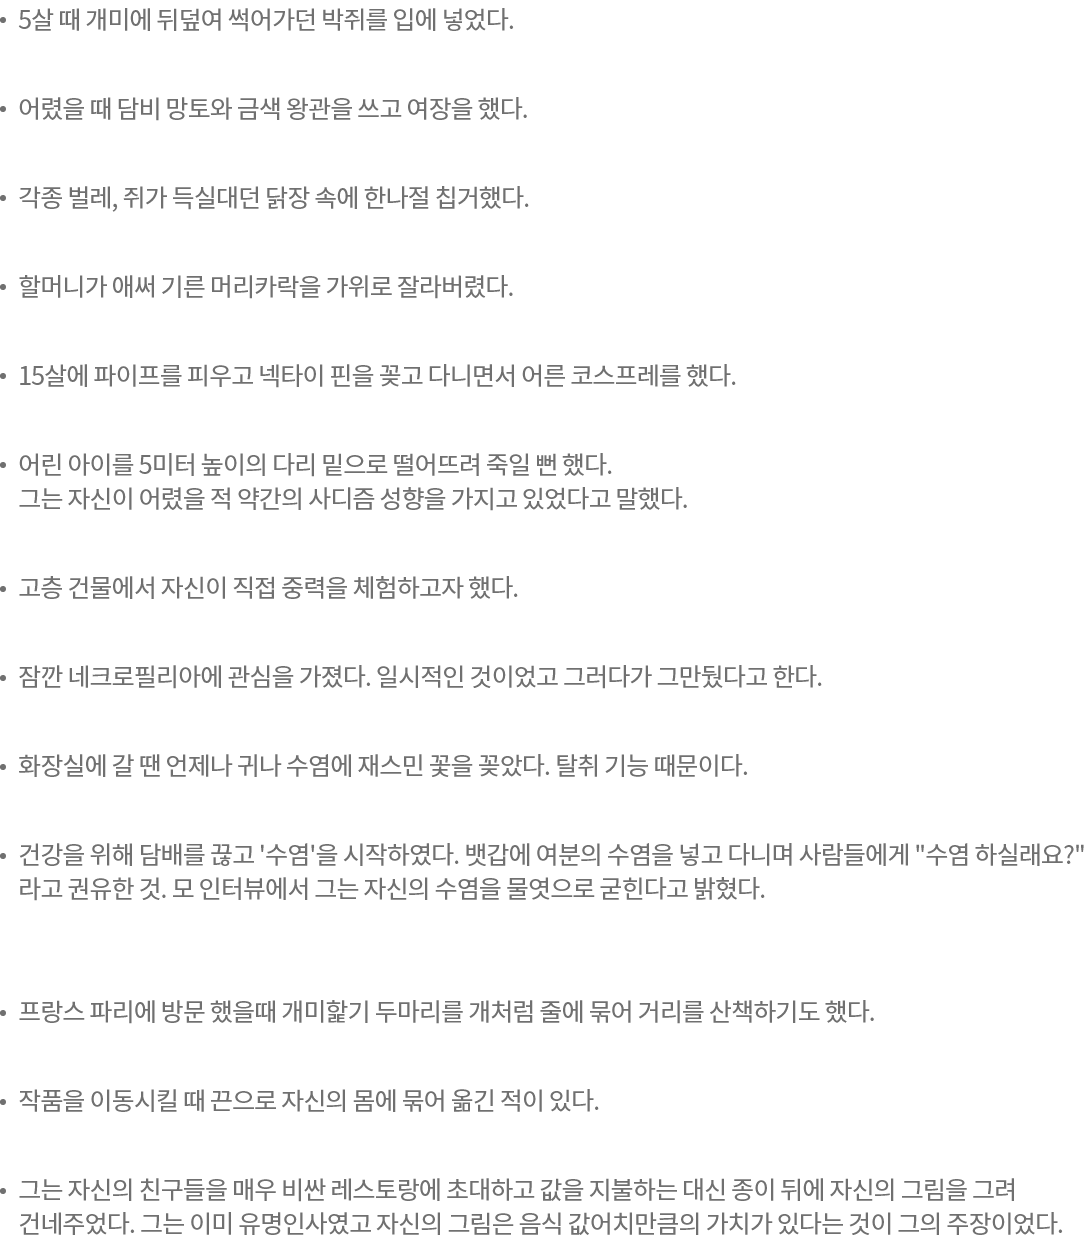 • 5살 때 개미에 뒤덮여 썩어가던 박쥐를 입에 넣었다.
• 어렸을 때 담비 망토와 금색 왕관을 쓰고 여장을 했다.
• 각종 벌레, 쥐가 득실대던 닭장 속에 한나절 칩거했다.
• 할머니가 애써 기른 머리카락을 가위로 잘라버렸다.
• 15살에 파이프를 피우고 넥타이 핀을 꽂고 다니면서 어른 코스프레를 했다.
• 어린 아이를 5미터 높이의 다리 밑으로 떨어뜨려 죽일 뻔 했다.
그는 자신이 어렸을 적 약간의 사디즘 성향을 가지고 있었다고 말했다.
• 고층 건물에서 자신이 직접 중력을 체험하고자 했다.
• 잠깐 네크로필리아에 관심을 가졌다. 일시적인 것이었고 그러다가 그만뒀다고 한다.
• 화장실에 갈 땐 언제나 귀나 수염에 재스민 꽃을 꽂았다. 탈취 기능 때문이다.
• 건강을 위해 담배를 끊고 '수염'을 시작하였다. 뱃갑에 여분의 수염을 넣고 다니며 사람들에게 "수염 하실래요?"
라고 권유한 것. 모 인터뷰에서 그는 자신의 수염을 물엿으로 굳힌다고 밝혔다.
• 프랑스 파리에 방문 했을때 개미핥기 두마리를 개처럼 줄에 묶어 거리를 산책하기도 했다.
• 작품을 이동시킬 때 끈으로 자신의 몸에 묶어 옮긴 적이 있다.
• 그는 자신의 친구들을 매우 비싼 레스토랑에 초대하고 값을 지불하는 대신 종이 뒤에 자신의 그림을 그려
건네주었다. 그는 이미 유명인사였고 자신의 그림은 음식 값어치만큼의 가치가 있다는 것이 그의 주장이었다.